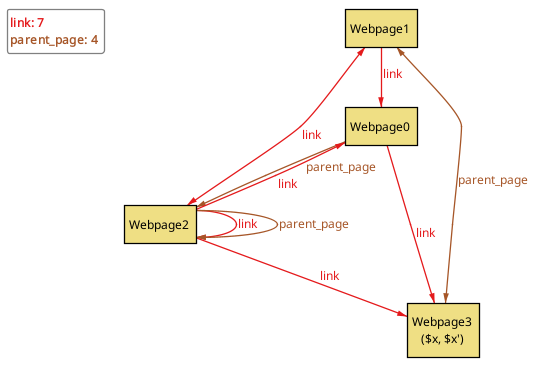 link: 7
parent_page: 4
Webpage1
link
Webpage0
link
parent_page
link
parent_page
Webpage2
link
parent_page
link
link
Webpage3
($x, $x')